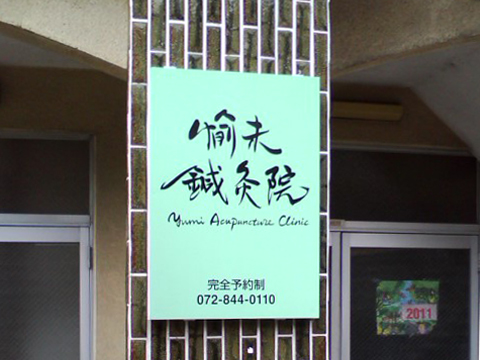 愉未
鍼灸院
Yumi Acupuncture Clinic
完全予約制
072-844-0110
2011